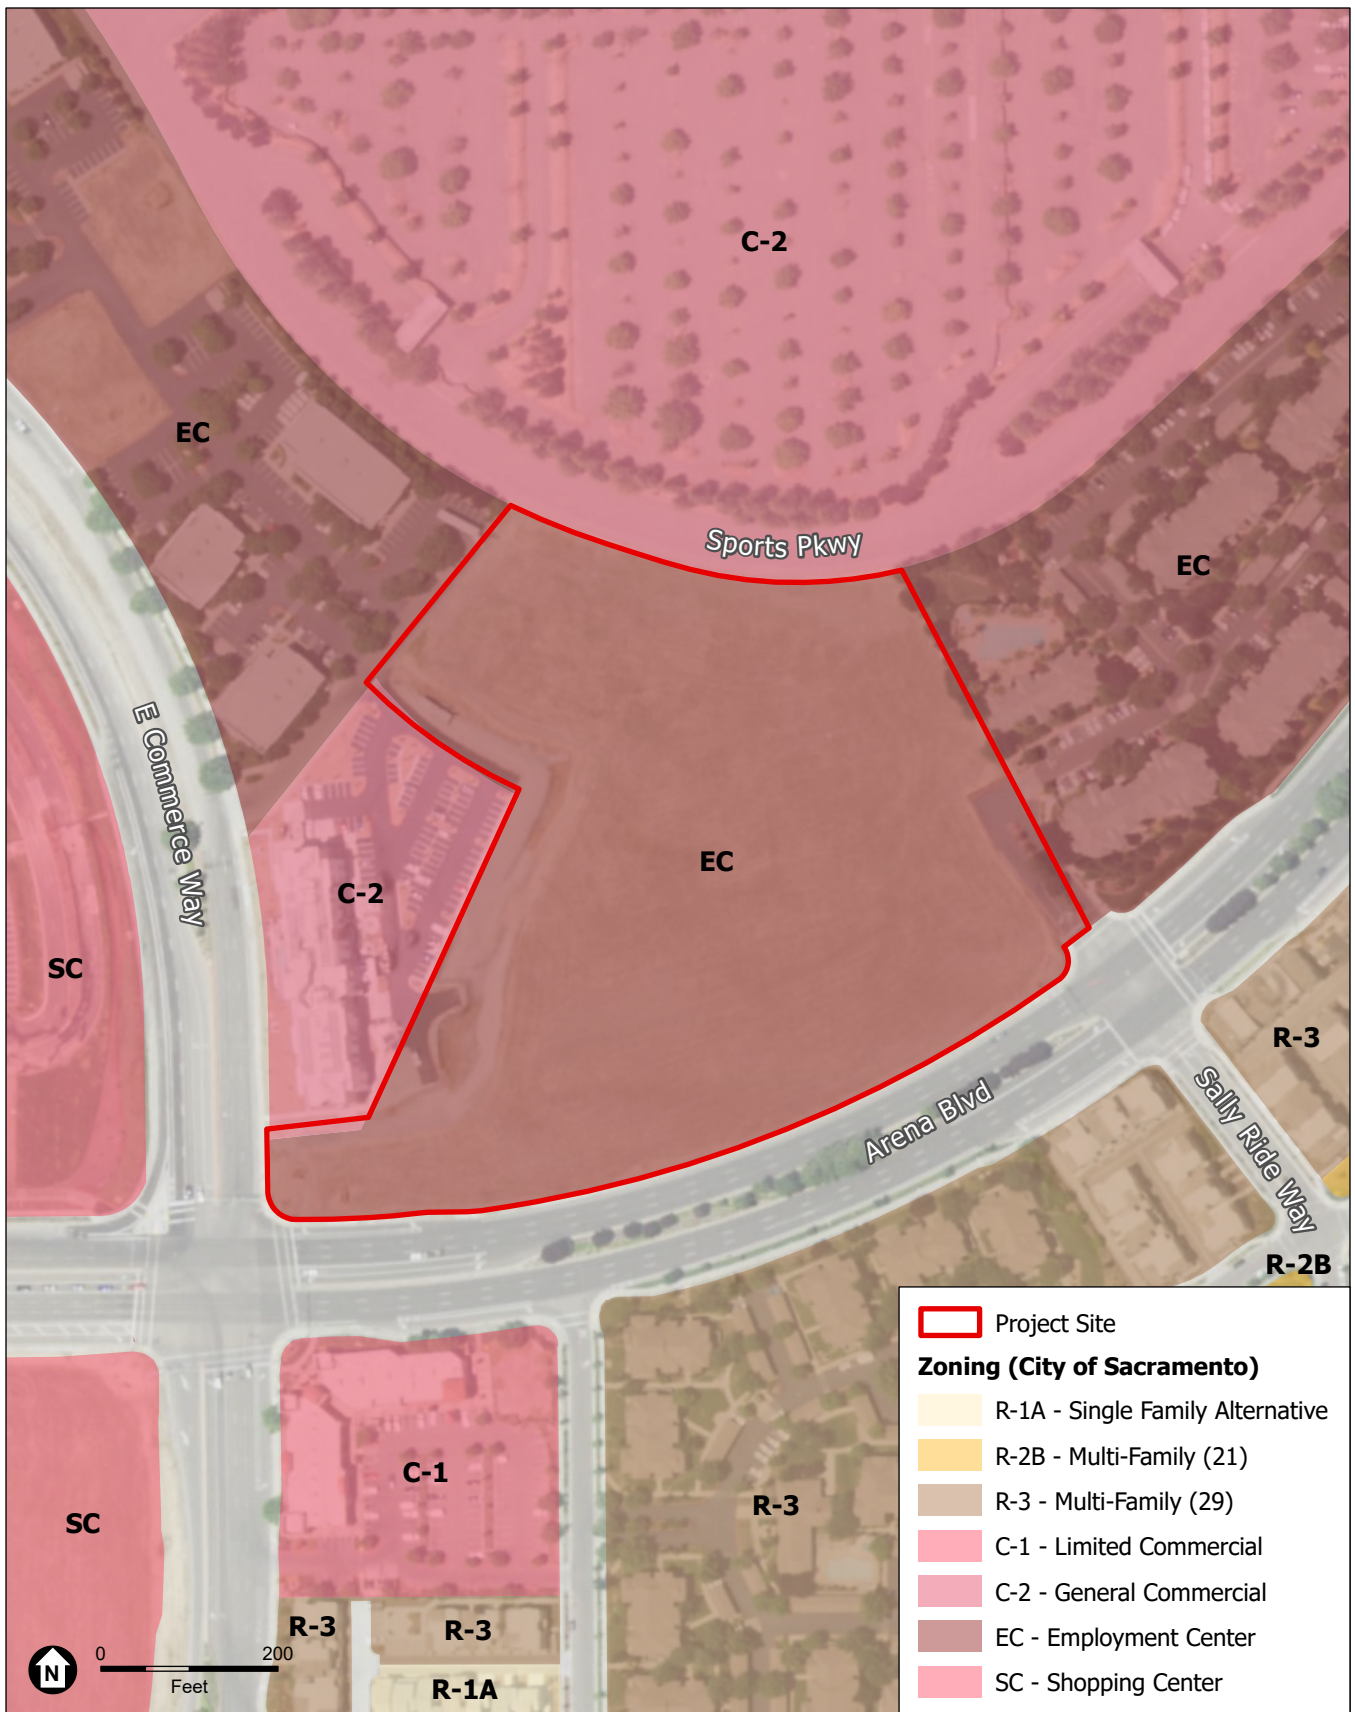 C-2
EC
Sports Pkwy
EC
E Commerce Way
EC
C-2
SC
R-3
Arena Blvd
Sally Ride Way
R-2B
C-1
R-3
SC
R-3
R-3
R-1A
N
0 200
Feet
Project Site
Zoning (City of Sacramento)
R-1A - Single Family Alternative
R-2B - Multi-Family (21)
R-3 - Multi-Family (29)
C-1 - Limited Commercial
C-2 - General Commercial
EC - Employment Center
SC - Shopping Center